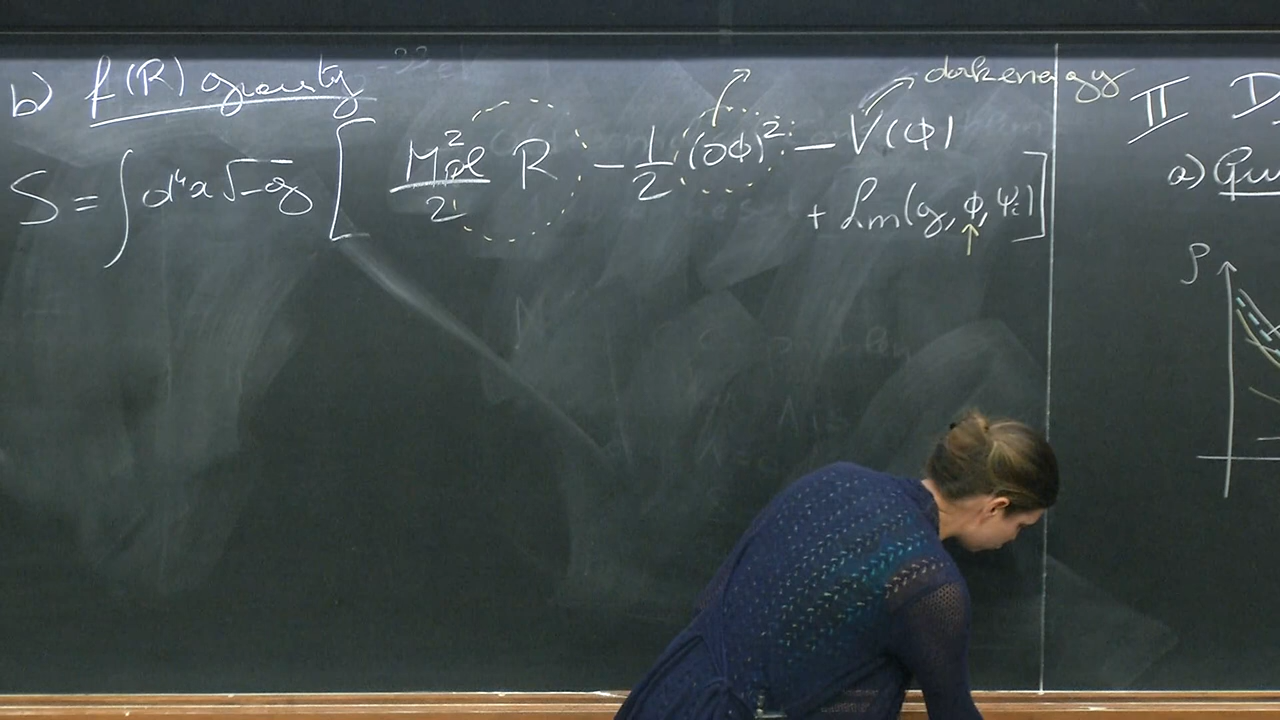 b) f(R) gravity
dark energy
S = ∫ d⁴x √-g [ M²Pl/2 R - 1/2 (∂ϕ)² - V(ϕ)
+ ℒm(g, ϕ, ψi) ]
II
a)
ρ